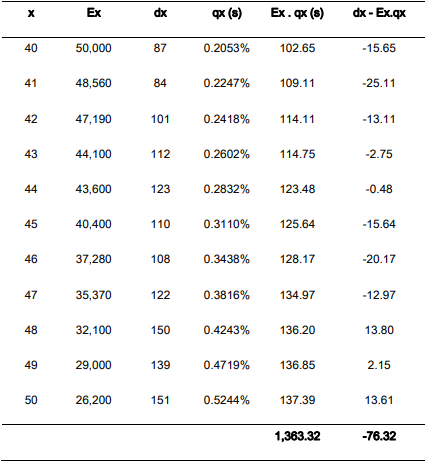 x Ex dx qx (s) Ex . qx (s) dx - Ex.qx
40 50,000 87 0.2053% 102.65 -15.65
41 48,560 84 0.2247% 109.11 -25.11
42 47,190 101 0.2418% 114.11 -13.11
43 44,100 112 0.2602% 114.75 -2.75
44 43,600 123 0.2832% 123.48 -0.48
45 40,400 110 0.3110% 125.64 -15.64
46 37,280 108 0.3438% 128.17 -20.17
47 35,370 122 0.3816% 134.97 -12.97
48 32,100 150 0.4243% 136.20 13.80
49 29,000 139 0.4719% 136.85 2.15
50 26,200 151 0.5244% 137.39 13.61
1,363.32 -76.32